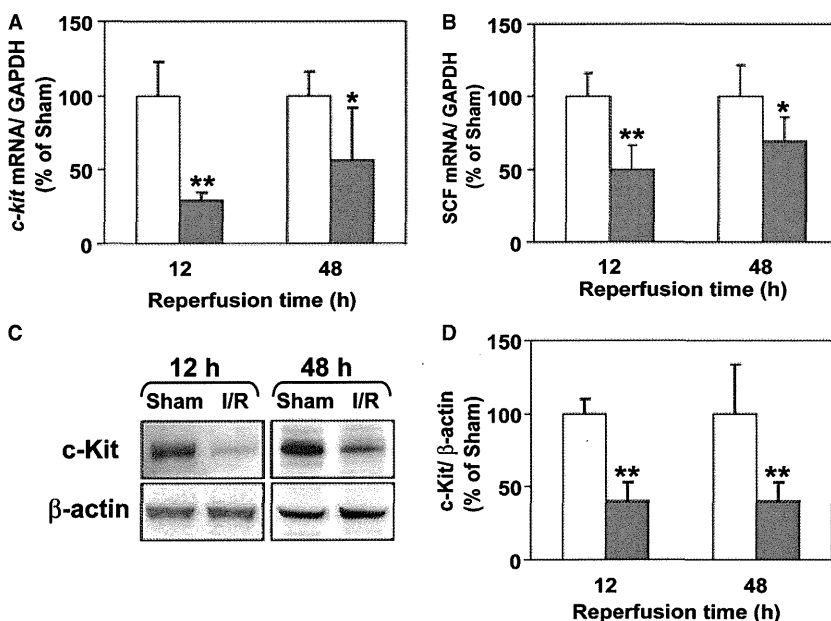 A
150
100
50
0
c-kit mRNA/ GAPDH
(% of Sham)
**
*
12
48
Reperfusion time (h)
B
150
100
50
0
SCF mRNA/ GAPDH
(% of Sham)
**
*
12
48
Reperfusion time (h)
C
12 h
48 h
Sham I/R
Sham I/R
c-Kit
β-actin
D
150
100
50
0
c-Kit/ β-actin
(% of Sham)
**
**
12
48
Reperfusion time (h)